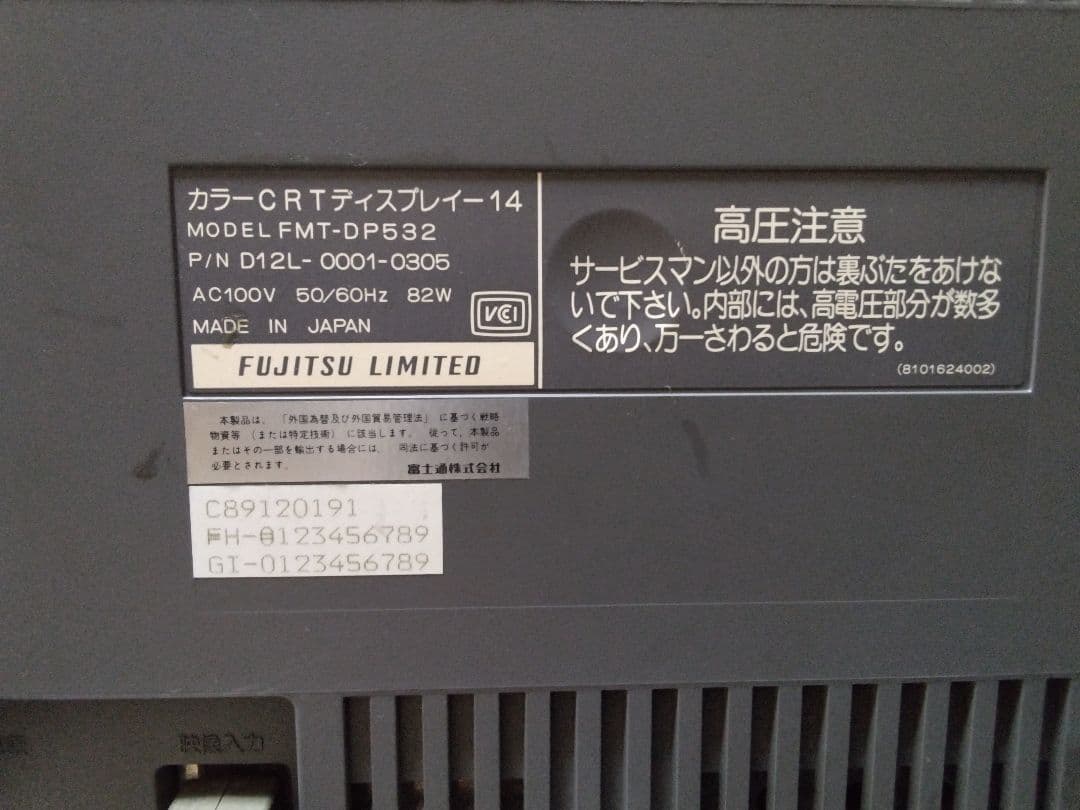 カラーCRTディスプレイー14
MODEL FMT-DP532
P/N D12L-0001-0305
AC100V 50/60Hz 82W
VCI
MADE IN JAPAN
FUJITSU LIMITED
高圧注意
サービスマン以外の方は裏ぶたをあけな
いで下さい。内部には、高電圧部分が数多
くあり、万一さわると危険です。
(8101624002)
本製品は、「外国為替及び外国貿易管理法」に基づく戦略
物資等（または特定技術）に該当します。従って、本製品
またはその一部を輸出する場合には、同法に基づく許可が
必要とされます。
富士通株式会社
C89120191
FH-0123456789
GI-0123456789
映像入力